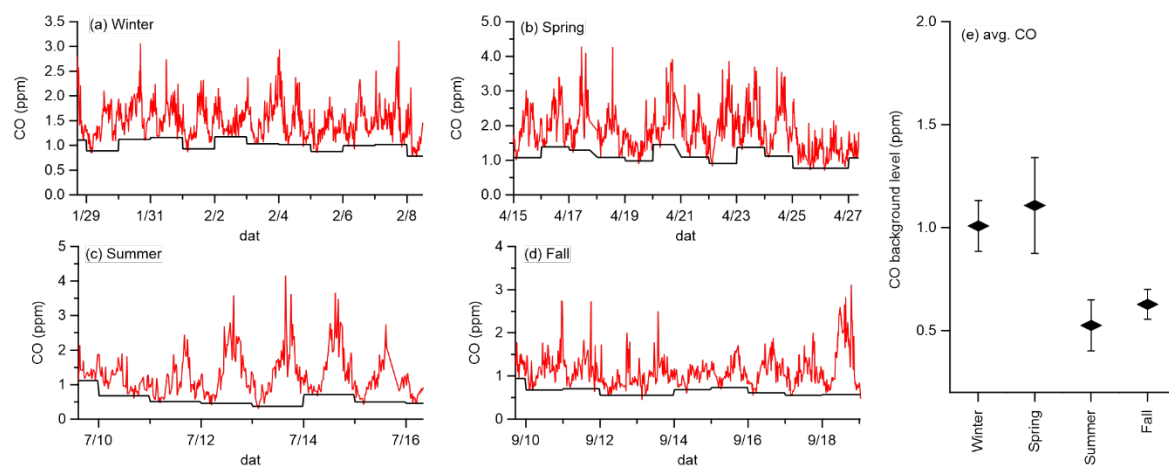 (a) Winter
CO (ppm)
3.5
3.0
2.5
2.0
1.5
1.0
0.5
0.0
1/29
1/31
2/2
2/4
2/6
2/8
dat
(b) Spring
CO (ppm)
5.0
4.0
3.0
2.0
1.0
0.0
4/15
4/17
4/19
4/21
4/23
4/25
4/27
dat
(c) Summer
CO (ppm)
5
4
3
2
1
0
7/10
7/12
7/14
7/16
dat
(d) Fall
CO (ppm)
5
4
3
2
1
0
9/10
9/12
9/14
9/16
9/18
dat
(e) avg. CO
CO background level (ppm)
2.0
1.5
1.0
0.5
Winter
Spring
Summer
Fall